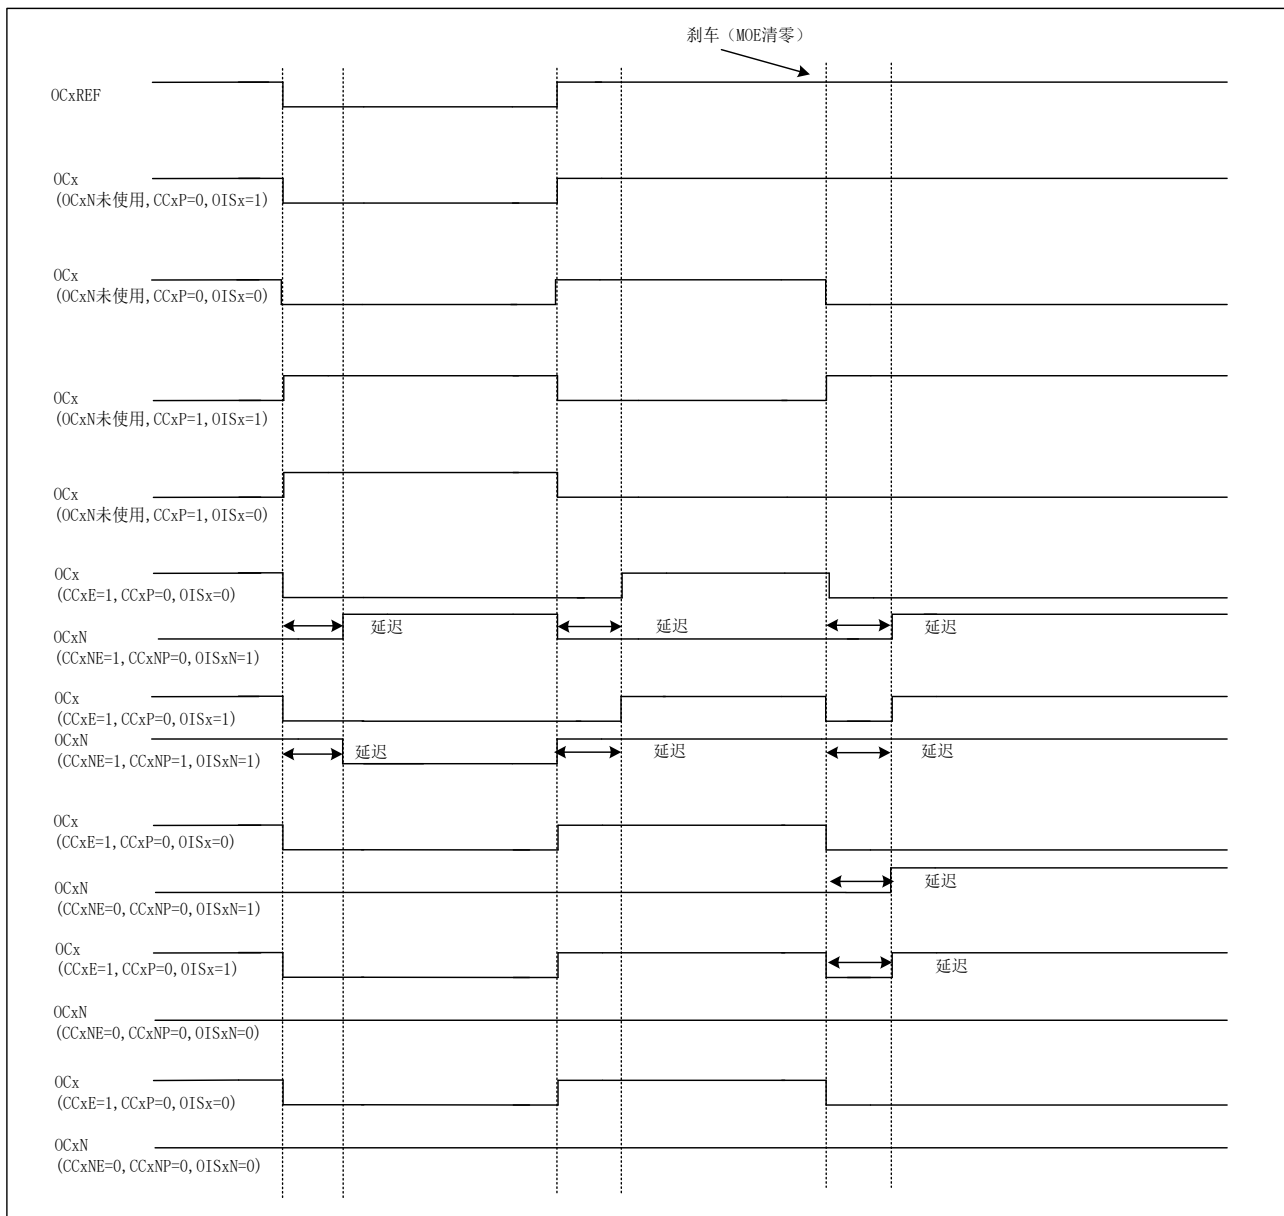 刹车（MOE清零）
OCxREF
OCx
(OCxN未使用,CCxP=0,OISx=1)
OCx
(OCxN未使用,CCxP=0,OISx=0)
OCx
(OCxN未使用,CCxP=1,OISx=1)
OCx
(OCxN未使用,CCxP=1,OISx=0)
OCx
(CCxE=1,CCxP=0,OISx=0)
延迟 延迟 延迟
OCxN
(CCxNE=1,CCxNP=0,OISxN=1)
OCx
(CCxE=1,CCxP=0,OISx=1)
OCxN
延迟 延迟 延迟
(CCxNE=1,CCxNP=1,OISxN=1)
OCx
(CCxE=1,CCxP=0,OISx=0)
延迟
OCxN
(CCxNE=0,CCxNP=0,OISxN=1)
OCx
(CCxE=1,CCxP=0,OISx=1)
延迟
OCxN
(CCxNE=0,CCxNP=0,OISxN=0)
OCx
(CCxE=1,CCxP=0,OISx=0)
OCxN
(CCxNE=0,CCxNP=0,OISxN=0)